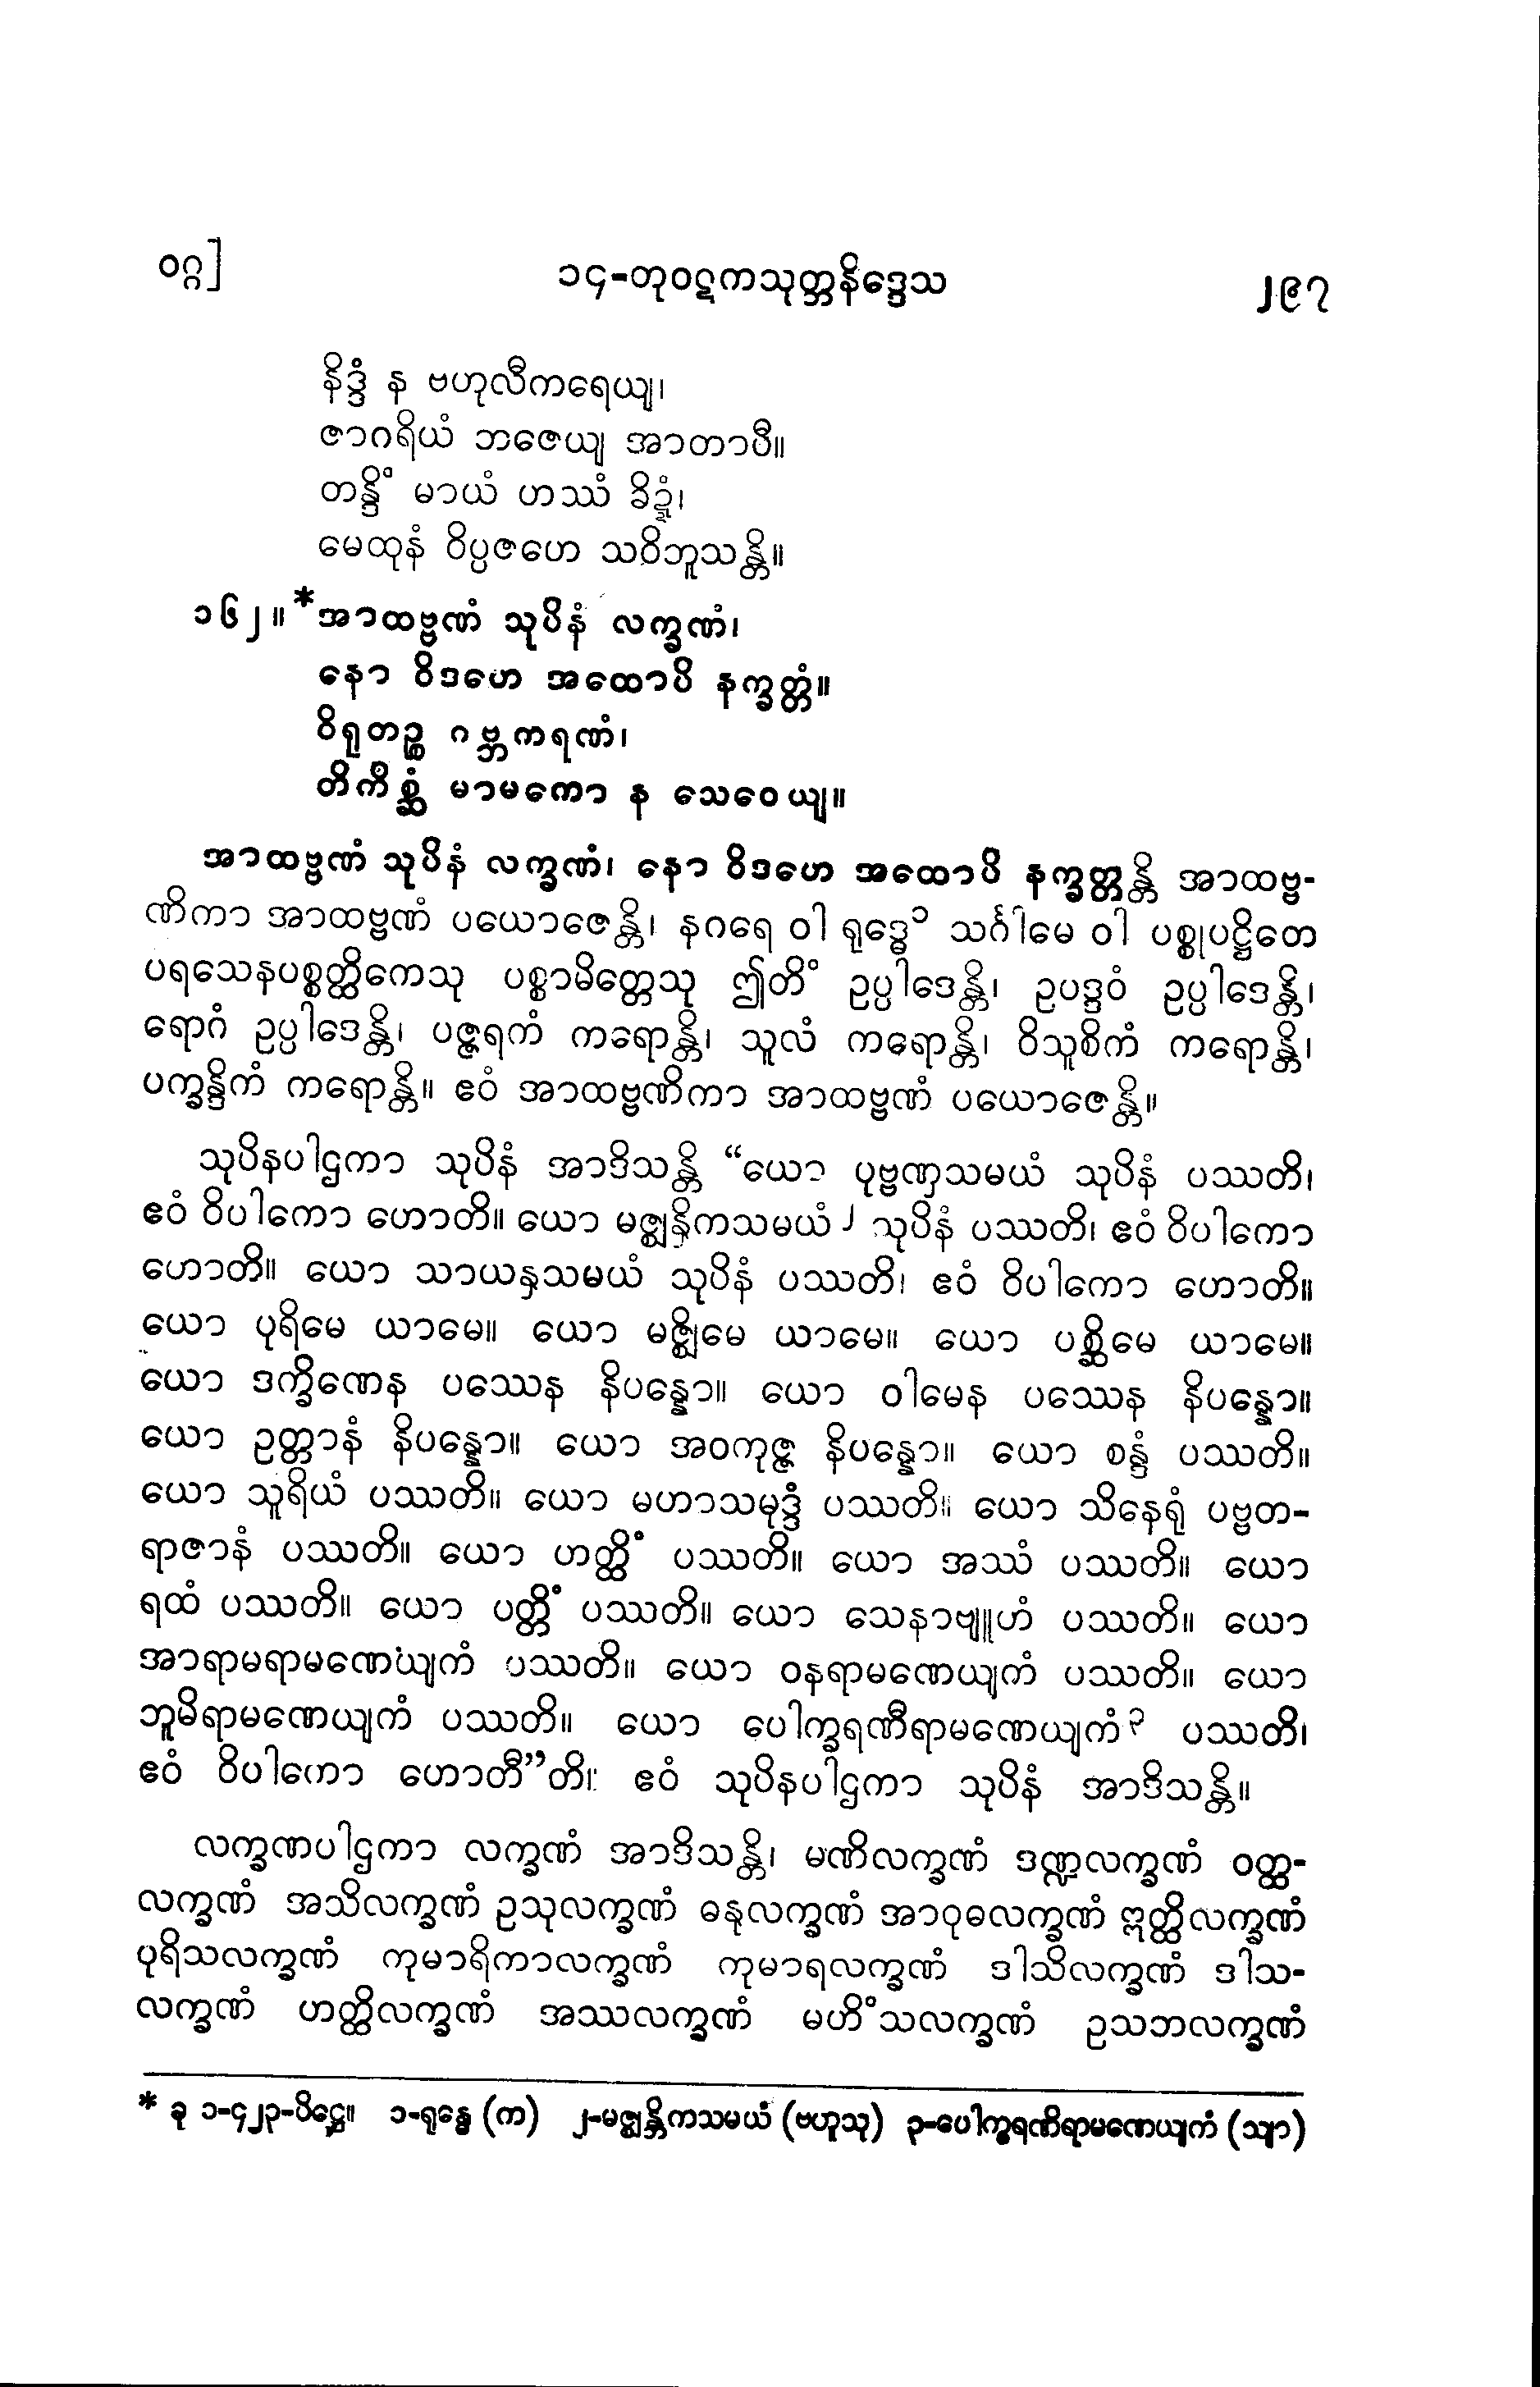 ဝဂ္ဂ]
၁၄-တုဝဋကသုတ္တနိဒ္ဒေသ
၂၉၇
နိဒ္ဒံ န ဗဟုလီကရေယျ၊
ဇာဂရိယံ ဘဇေယျ အာတာပီ။
တန္ဒိံ မာယံ ဟဿံ ခိဍ္ဍံ၊
မေထုနံ ဝိပ္ပဇဟေ သဝိဘူသန္တိ။
၁၆၂။ *အာထဗ္ဗဏံ သုပိနံ လက္ခဏံ၊
နော ဝိဒဟေ အထောပိ နက္ခတ္တံ။
ဝိရုတဉ္စ ဂဗ္ဘကရဏံ၊
တိကိစ္ဆံ မာမကော န သေဝေယျ။
အာထဗ္ဗဏံ သုပိနံ လက္ခဏံ၊ နော ဝိဒဟေ အထောပိ နက္ခတ္တန္တိ အာထဗ္ဗ-
ဏိကာ အာထဗ္ဗဏံ ပယောဇေန္တိ၊ နဂရေ ဝါ ရုဒ္ဓေ ၁ သင်္ဂါမေ ဝါ ပစ္စုပဋ္ဌိတေ
ပရသေနပစ္စတ္ထိကေသု ပစ္စာမိတ္တေသု ဤတိံ ဥပ္ပါဒေန္တိ၊ ဥပဒ္ဒဝံ ဥပ္ပါဒေန္တိ၊
ရောဂံ ဥပ္ပါဒေန္တိ၊ ပဇ္ဇရကံ ကရောန္တိ၊ သူလံ ကရောန္တိ၊ ဝိသူစိကံ ကရောန္တိ၊
ပက္ခန္ဒိကံ ကရောန္တိ။ ဧဝံ အာထဗ္ဗဏိကာ အာထဗ္ဗဏံ ပယောဇေန္တိ။
သုပိနပါဌကာ သုပိနံ အာဒိသန္တိ “ယော ပုဗ္ဗဏှသမယံ သုပိနံ ပဿတိ၊
ဧဝံ ဝိပါကော ဟောတိ။ ယော မဇ္ဈနှိကသမယံ ၂ သုပိနံ ပဿတိ၊ ဧဝံ ဝိပါကော
ဟောတိ။ ယော သာယနှသမယံ သုပိနံ ပဿတိ၊ ဧဝံ ဝိပါကော ဟောတိ။
ယော ပုရိမေ ယာမေ။ ယော မဇ္ဈိမေ ယာမေ။ ယော ပစ္ဆိမေ ယာမေ။
ယော ဒက္ခိဏေန ပဿေန နိပန္နော။ ယော ဝါမေန ပဿေန နိပန္နော။
ယော ဥတ္တာနံ နိပန္နော။ ယော အဝကုဇ္ဇ နိပန္နော။ ယော စန္ဒံ ပဿတိ။
ယော သူရိယံ ပဿတိ။ ယော မဟာသမုဒ္ဒံ ပဿတိ။ ယော သိနေရုံ ပဗ္ဗတ-
ရာဇာနံ ပဿတိ။ ယော ဟတ္ထိံ ပဿတိ။ ယော အဿံ ပဿတိ။ ယော
ရထံ ပဿတိ။ ယော ပတ္တိံ ပဿတိ။ ယော သေနာဗျူဟံ ပဿတိ။ ယော
အာရာမရာမဏေယျကံ ပဿတိ။ ယော ဝနရာမဏေယျကံ ပဿတိ။ ယော
ဘူမိရာမဏေယျကံ ပဿတိ။ ယော ပေါက္ခရဏီရာမဏေယျကံ ၃ ပဿတိ၊
ဧဝံ ဝိပါကော ဟောတီ”တိ၊ ဧဝံ သုပိနပါဌကာ သုပိနံ အာဒိသန္တိ။
လက္ခဏပါဌကာ လက္ခဏံ အာဒိသန္တိ၊ မဏိလက္ခဏံ ဒဏ္ဍလက္ခဏံ ဝတ္ထ-
လက္ခဏံ အသိလက္ခဏံ ဥသုလက္ခဏံ ဓနုလက္ခဏံ အာဝုဓလက္ခဏံ ဣတ္ထိလက္ခဏံ
ပုရိသလက္ခဏံ ကုမာရိကာလက္ခဏံ ကုမာရလက္ခဏံ ဒါသိလက္ခဏံ ဒါသ-
လက္ခဏံ ဟတ္ထိလက္ခဏံ အဿလက္ခဏံ မဟိံသလက္ခဏံ ဥသဘလက္ခဏံ
* ခု ၁-၄၂၃-ပိဋ္ဌေ။ ၁-ရုန္ဓေ (က) ၂-မဇ္ဈန္တိကသမယံ (ဗဟူသု) ၃-ပေါက္ခရဏိရာမဏေယျကံ (သျာ)